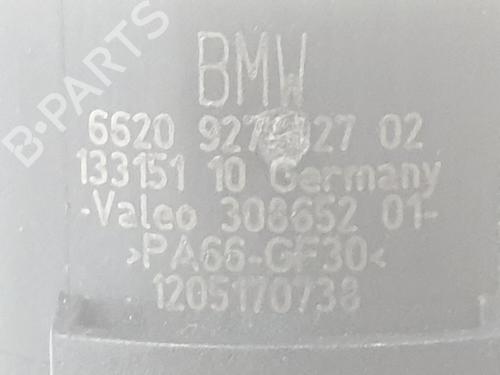 B-PARTS
BMW
6620 02
133151 10 Germany
-Valeo 308652 01-
>PA66-GF30<
1205170738